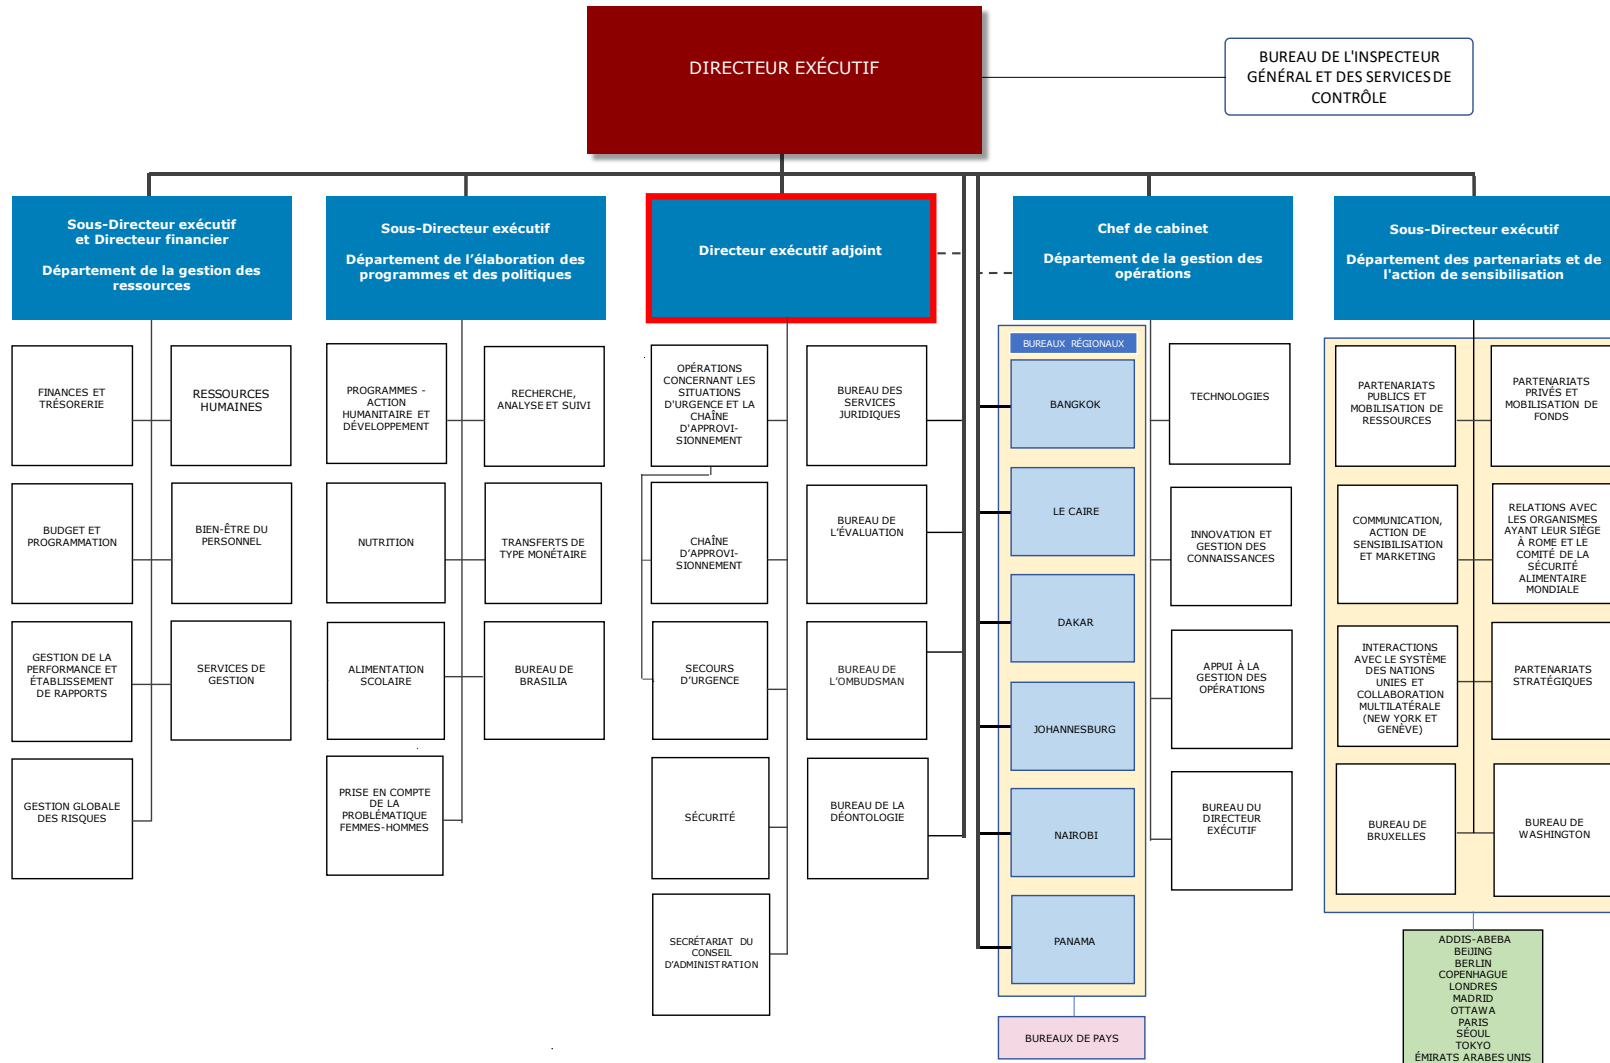 DIRECTEUR EXÉCUTIF
BUREAU DE L'INSPECTEUR
GÉNÉRAL ET DES SERVICES DE
CONTRÔLE
Sous-Directeur exécutif
et Directeur financier
Département de la gestion des
ressources
Sous-Directeur exécutif
Département de l’élaboration des
programmes et des politiques
Directeur exécutif adjoint
Chef de cabinet
Département de la gestion des
opérations
Sous-Directeur exécutif
Département des partenariats et de
l'action de sensibilisation
FINANCES ET
TRÉSORERIE
RESSOURCES
HUMAINES
BUDGET ET
PROGRAMMATION
BIEN-ÊTRE DU
PERSONNEL
GESTION DE LA
PERFORMANCE ET
ÉTABLISSEMENT
DE RAPPORTS
SERVICES DE
GESTION
GESTION GLOBALE
DES RISQUES
PROGRAMMES -
ACTION
HUMANITAIRE ET
DÉVELOPPEMENT
RECHERCHE,
ANALYSE ET SUIVI
NUTRITION
TRANSFERTS DE
TYPE MONÉTAIRE
ALIMENTATION
SCOLAIRE
BUREAU DE
BRASILIA
PRISE EN COMPTE
DE LA
PROBLÉMATIQUE
FEMMES-HOMMES
OPÉRATIONS
CONCERNANT LES
SITUATIONS
D'URGENCE ET LA
CHAÎNE
D'APPROVI-
SIONNEMENT
BUREAU DES
SERVICES
JURIDIQUES
CHAÎNE
D’APPROVI-
SIONNEMENT
BUREAU DE
L’ÉVALUATION
SECOURS
D’URGENCE
BUREAU DE
L’OMBUDSMAN
SÉCURITÉ
BUREAU DE LA
DÉONTOLOGIE
SECRÉTARIAT DU
CONSEIL
D’ADMINISTRATION
BUREAUX RÉGIONAUX
BANGKOK
LE CAIRE
DAKAR
JOHANNESBURG
NAIROBI
PANAMA
BUREAUX DE PAYS
TECHNOLOGIES
INNOVATION ET
GESTION DES
CONNAISSANCES
APPUI À LA
GESTION DES
OPÉRATIONS
BUREAU DU
DIRECTEUR
EXÉCUTIF
PARTENARIATS
PUBLICS ET
MOBILISATION DE
RESSOURCES
PARTENARIATS
PRIVÉS ET
MOBILISATION DE
FONDS
COMMUNICATION,
ACTION DE
SENSIBILISATION
ET MARKETING
RELATIONS AVEC
LES ORGANISMES
AYANT LEUR SIÈGE
À ROME ET LE
COMITÉ DE LA
SÉCURITÉ
ALIMENTAIRE
MONDIALE
INTERACTIONS
AVEC LE SYSTÈME
DES NATIONS
UNIES ET
COLLABORATION
MULTILATÉRALE
(NEW YORK ET
GENÈVE)
PARTENARIATS
STRATÉGIQUES
BUREAU DE
BRUXELLES
BUREAU DE
WASHINGTON
ADDIS-ABEBA
BEIJING
BERLIN
COPENHAGUE
LONDRES
MADRID
OTTAWA
PARIS
SÉOUL
TOKYO
ÉMIRATS ARABES UNIS